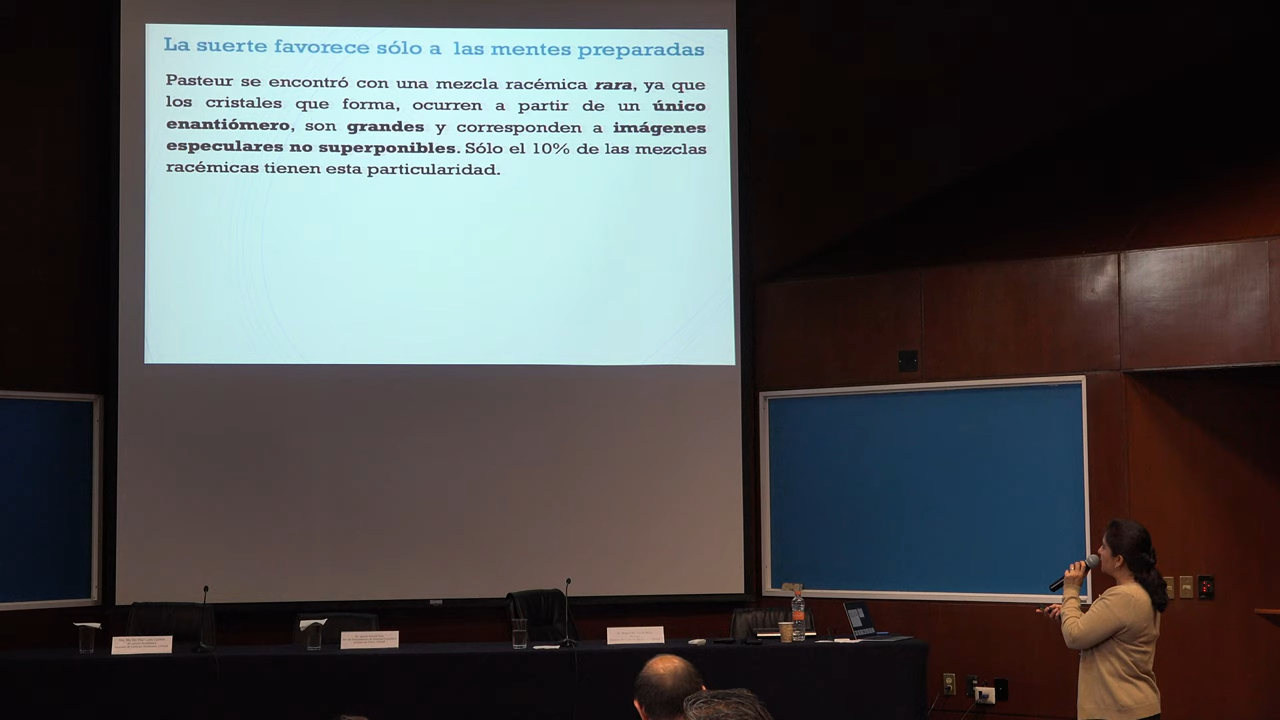 La suerte favorece sólo a las mentes preparadas
Pasteur se encontró con una mezcla racémica rara, ya que
los cristales que forma, ocurren a partir de un único
enantiómero, son grandes y corresponden a imágenes
especulares no superponibles. Sólo el 10% de las mezclas
racémicas tienen esta particularidad.